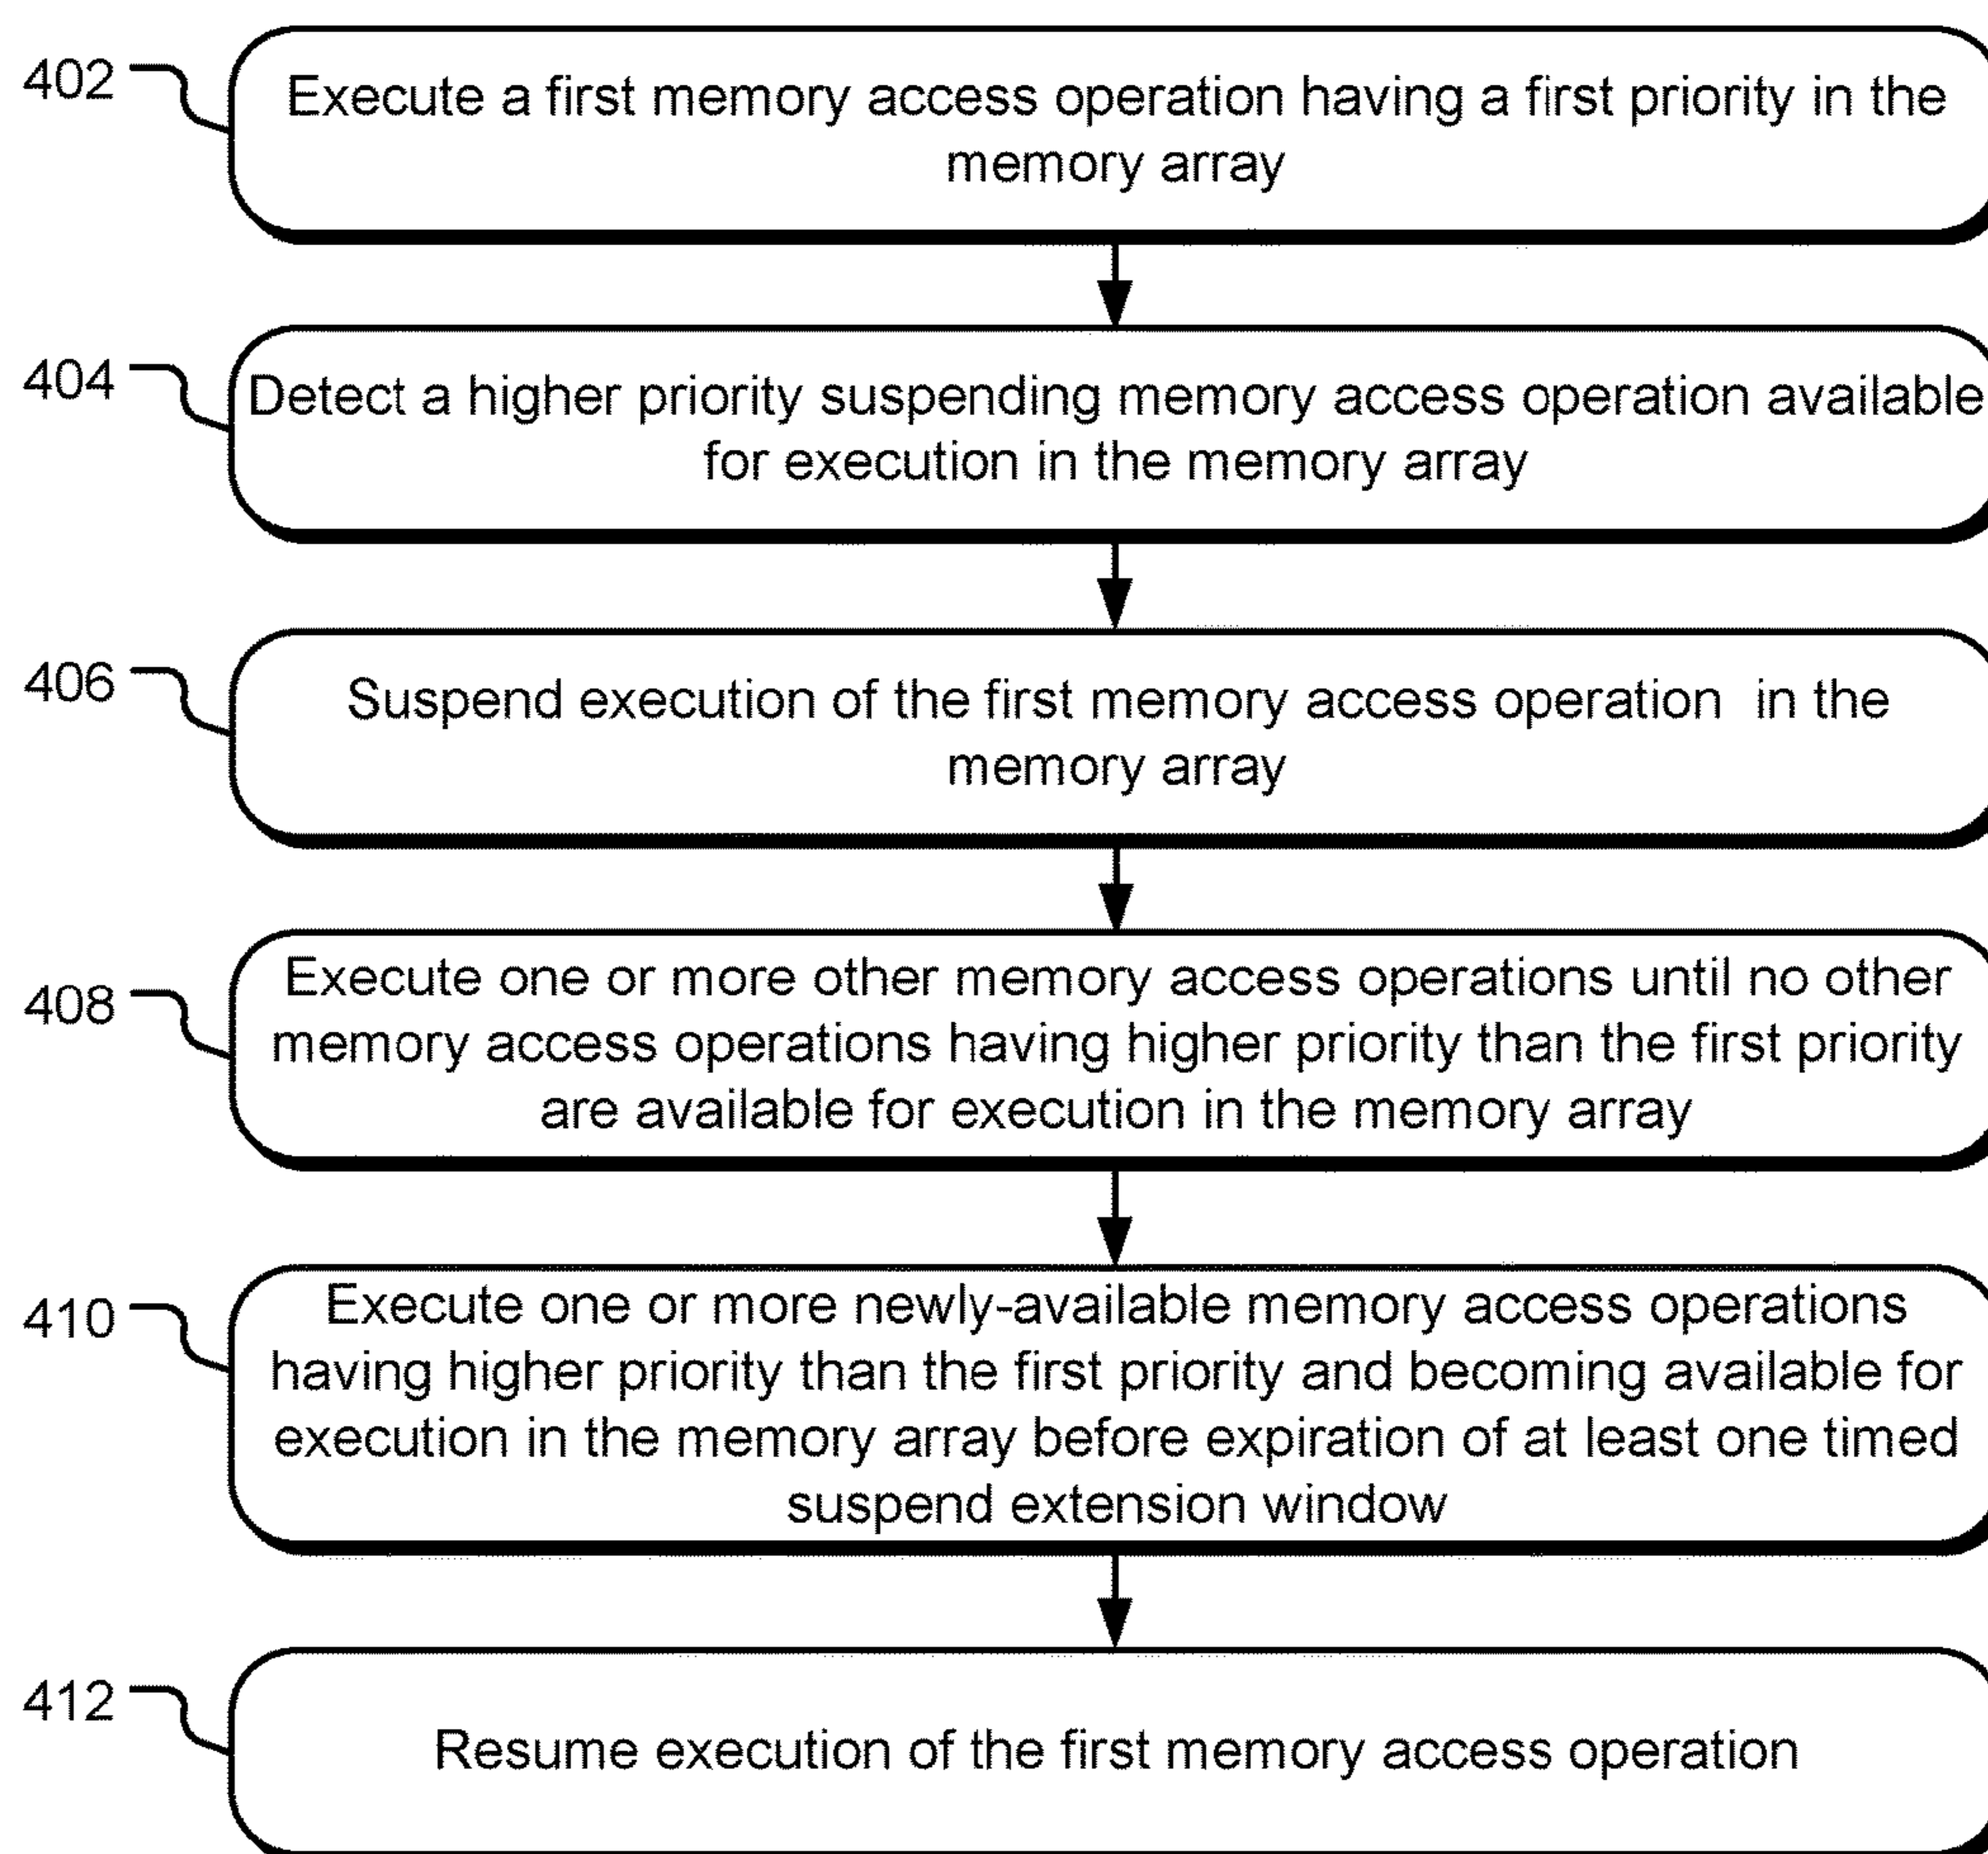 402
Execute a first memory access operation having a first priority in the
memory array
404
Detect a higher priority suspending memory access operation available
for execution in the memory array
406
Suspend execution of the first memory access operation in the
memory array
408
Execute one or more other memory access operations until no other
memory access operations having higher priority than the first priority
are available for execution in the memory array
410
Execute one or more newly-available memory access operations
having higher priority than the first priority and becoming available for
execution in the memory array before expiration of at least one timed
suspend extension window
412
Resume execution of the first memory access operation